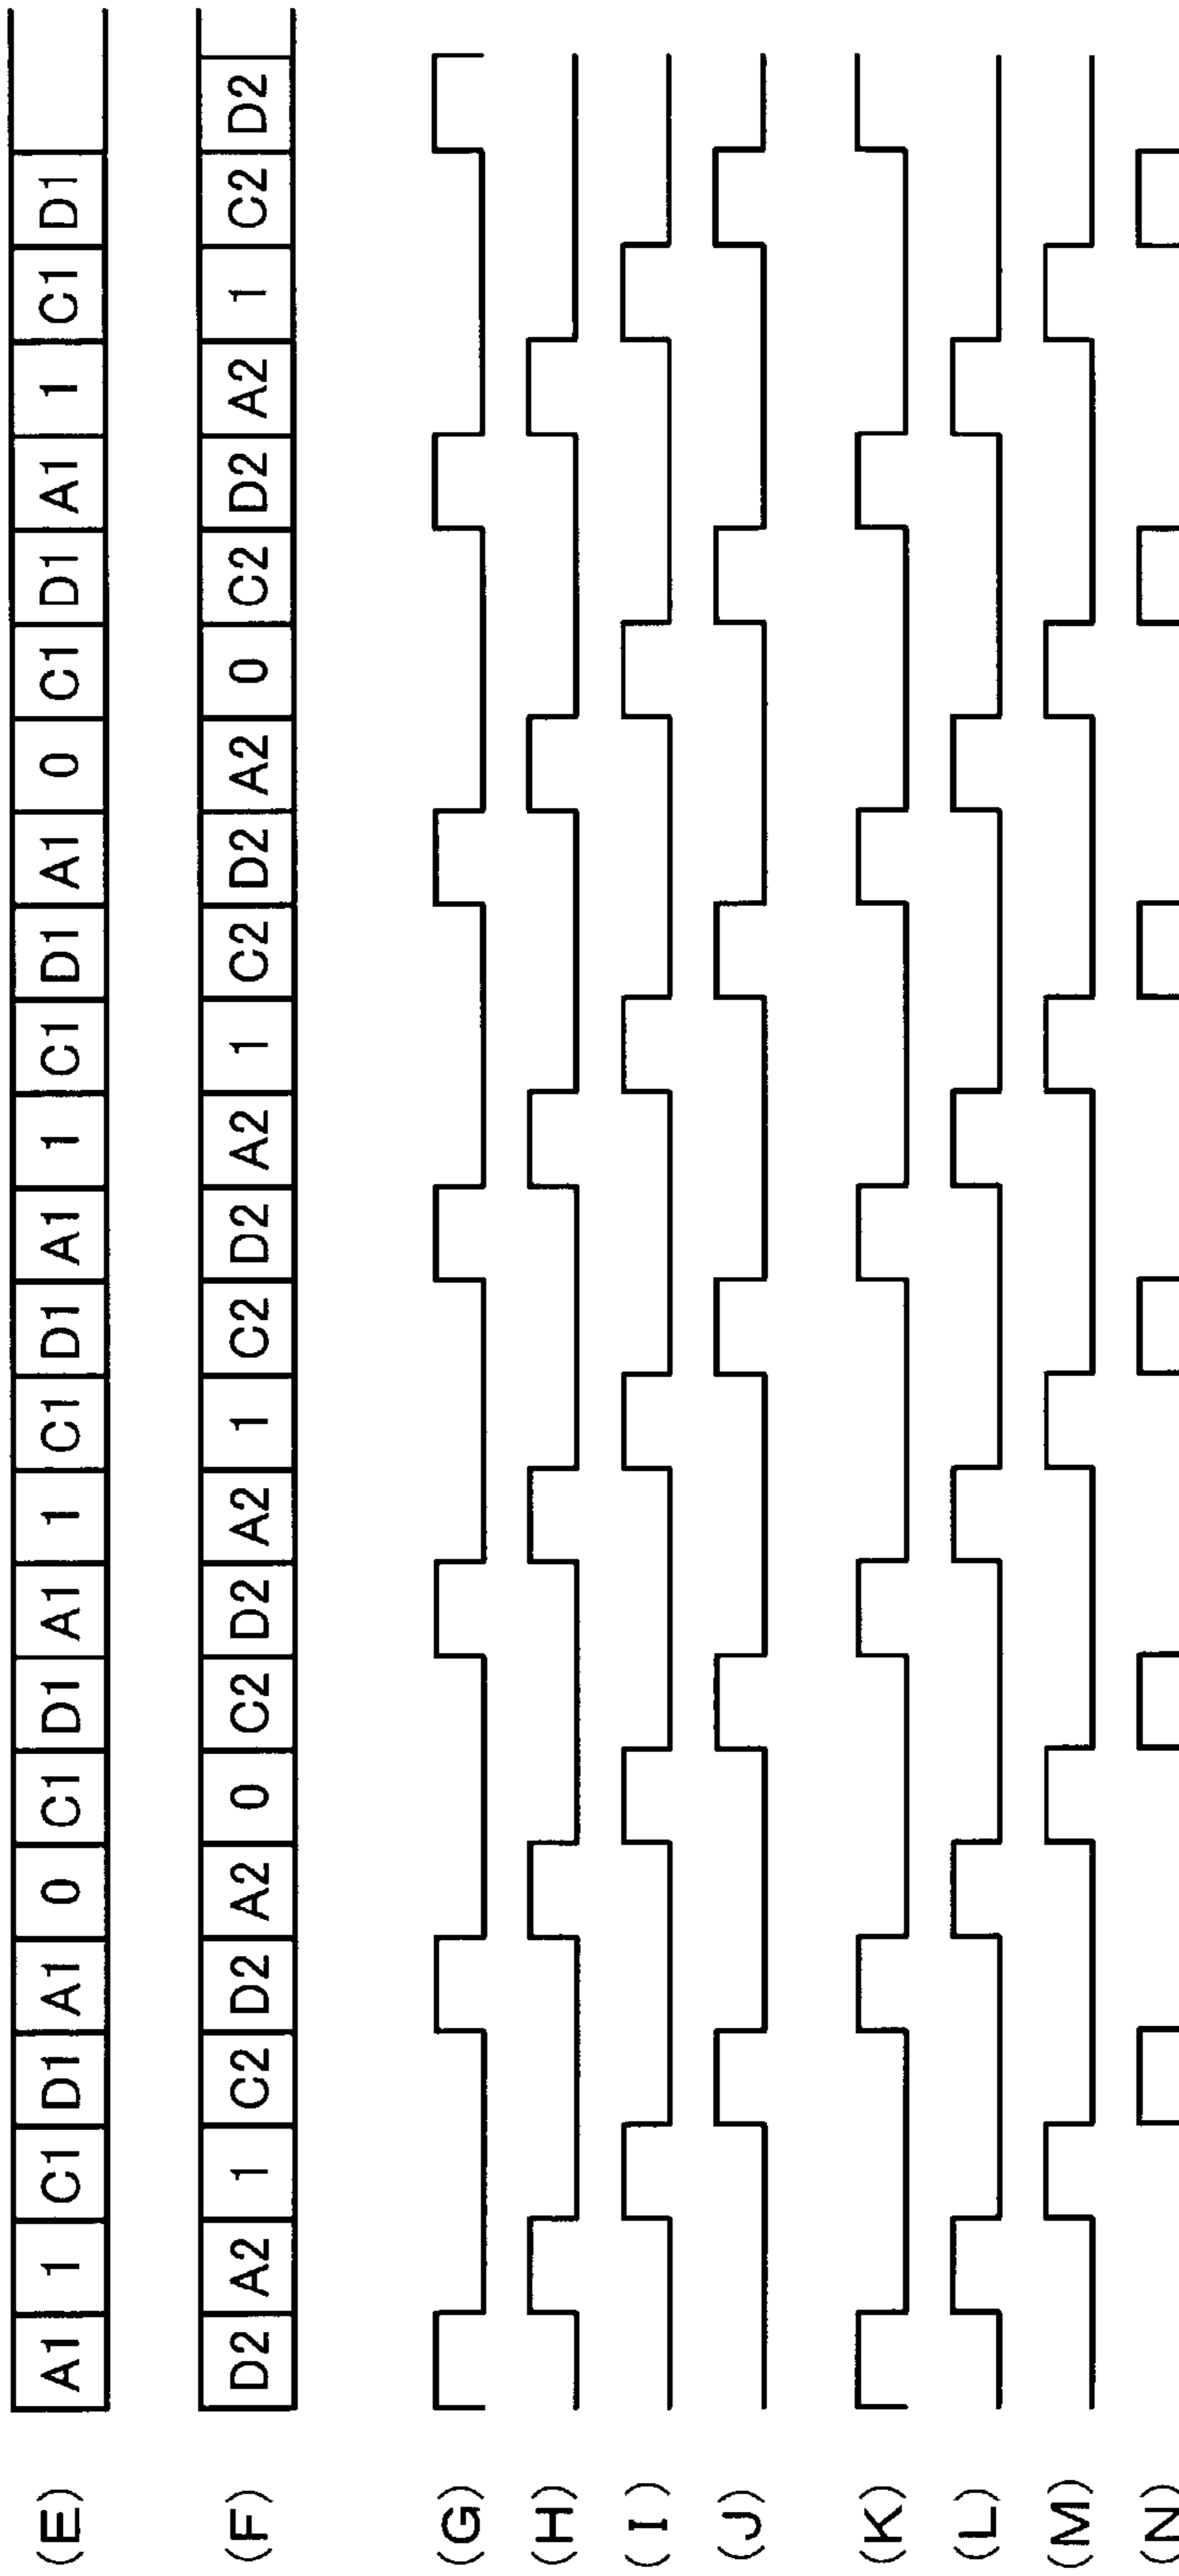 (E) A1 1 C1 D1 A1 0 C1 D1 A1 1 C1 D1 A1 1 C1 D1 A1 0 C1 D1 A1 1 C1 D1
(F) D2 A2 1 C2 D2 A2 0 C2 D2 A2 1 C2 D2 A2 1 C2 D2 A2 0 C2 D2 A2 1 C2 D2
(G)
(H)
(I)
(J)
(K)
(L)
(M)
(N)